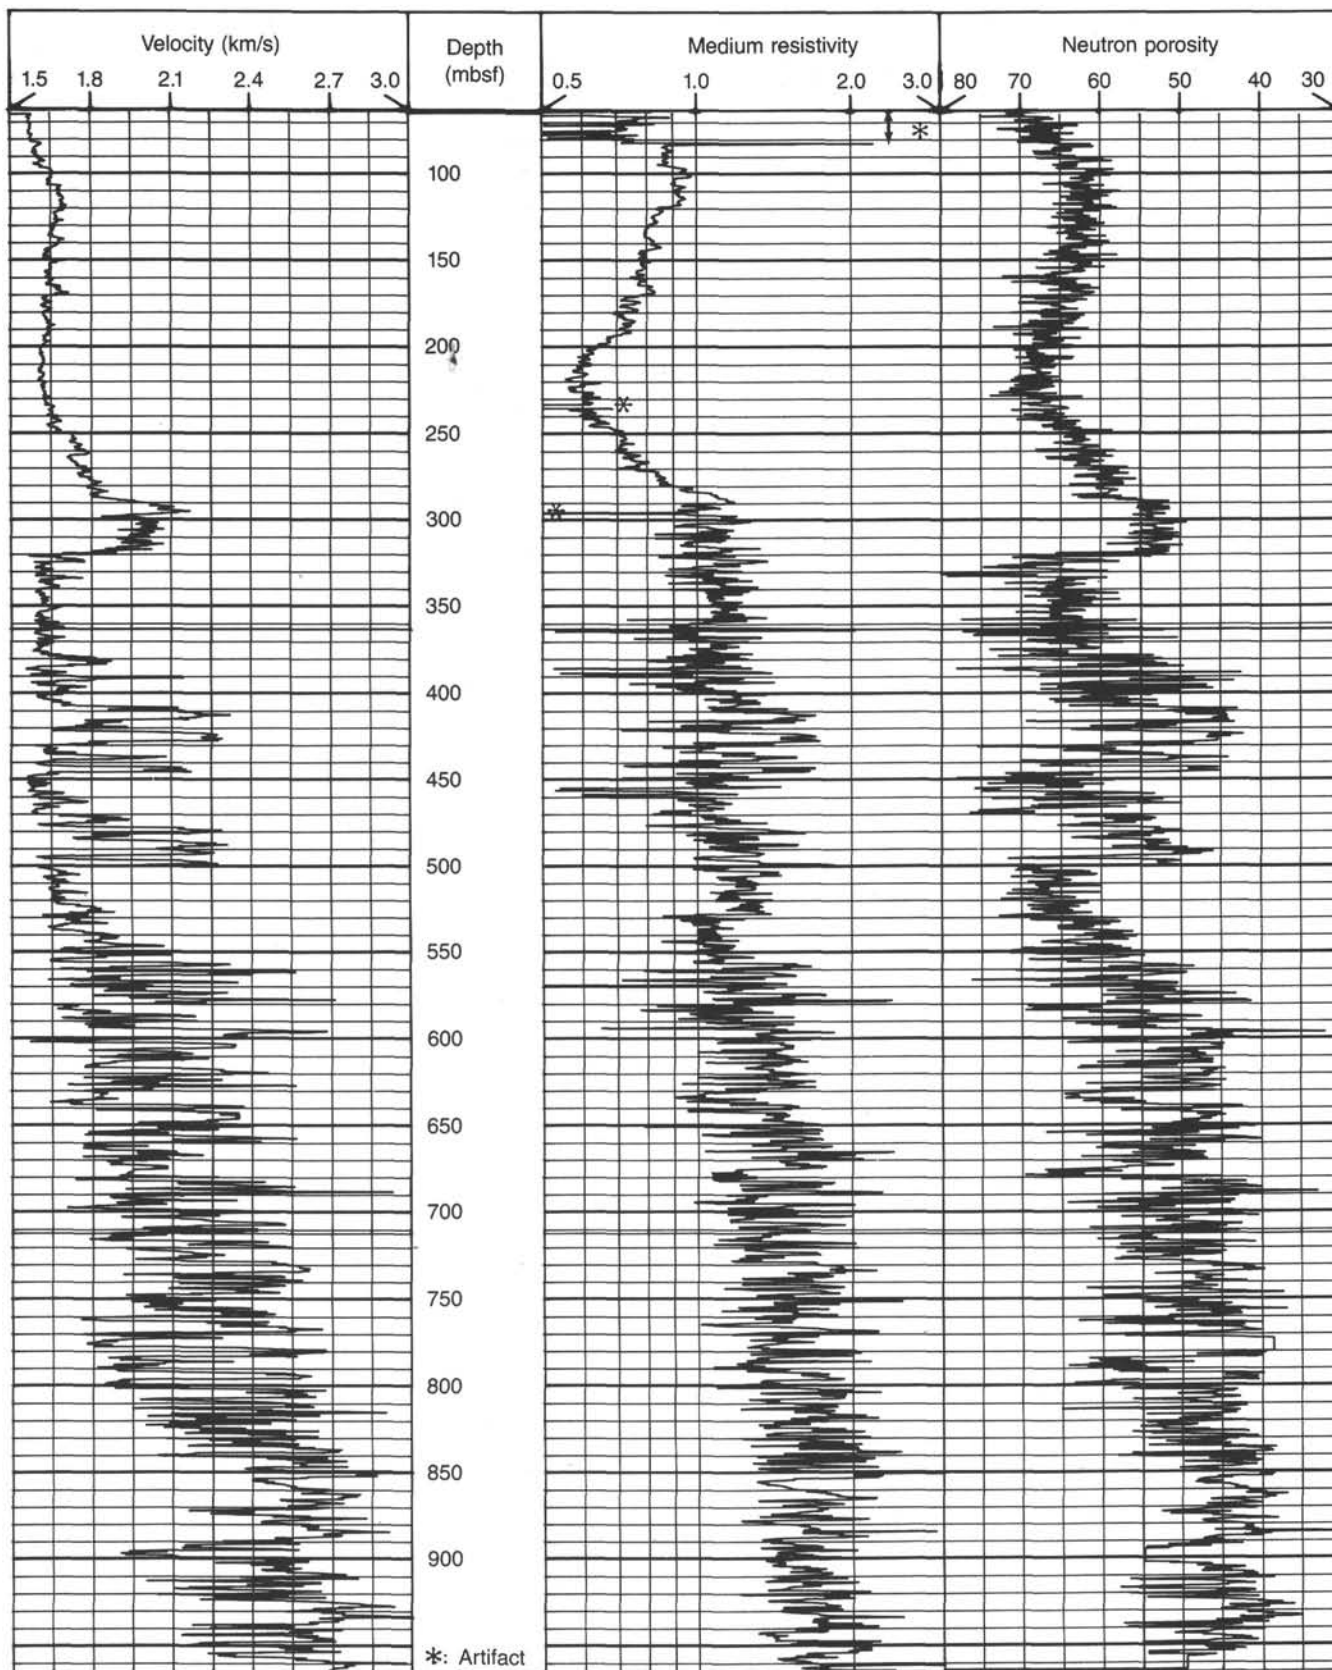 Velocity (km/s)
Depth
(mbsf)
Medium resistivity
Neutron porosity
1.5 1.8 2.1 2.4 2.7 3.0
0.5 1.0 2.0 3.0
80 70 60 50 40 30
*
100
150
200
*
250
300
*
350
400
450
500
550
600
650
700
750
800
850
900
*: Artifact